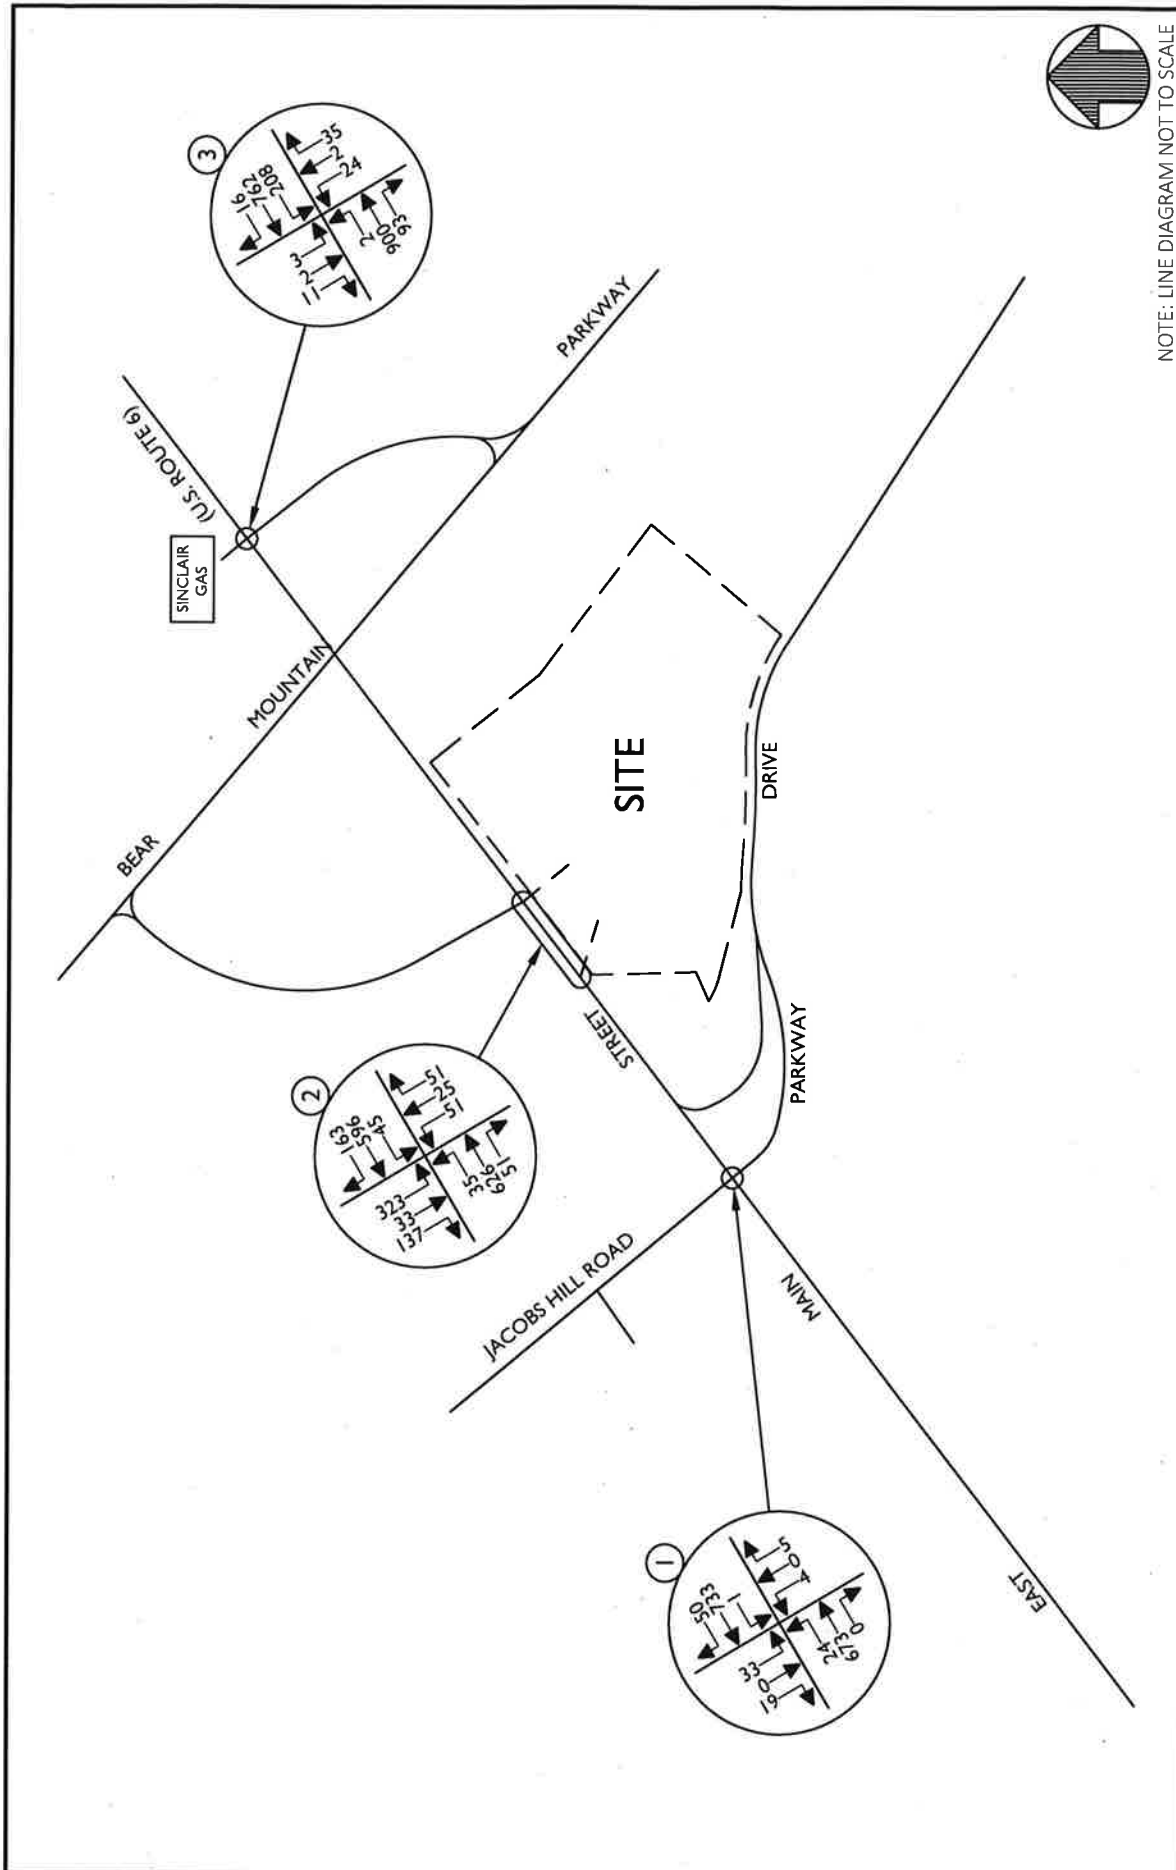 3
16
762
208
3
2
11
35
2
24
2
900
93
(U.S. ROUTE 6)
SINCLAIR
GAS
BEAR
MOUNTAIN
PARKWAY
2
163
596
45
323
33
137
51
25
51
35
626
51
SITE
STREET
DRIVE
PARKWAY
JACOBS HILL ROAD
MAIN
EAST
1
50
733
1
33
0
19
5
0
4
24
673
0
NOTE: LINE DIAGRAM NOT TO SCALE